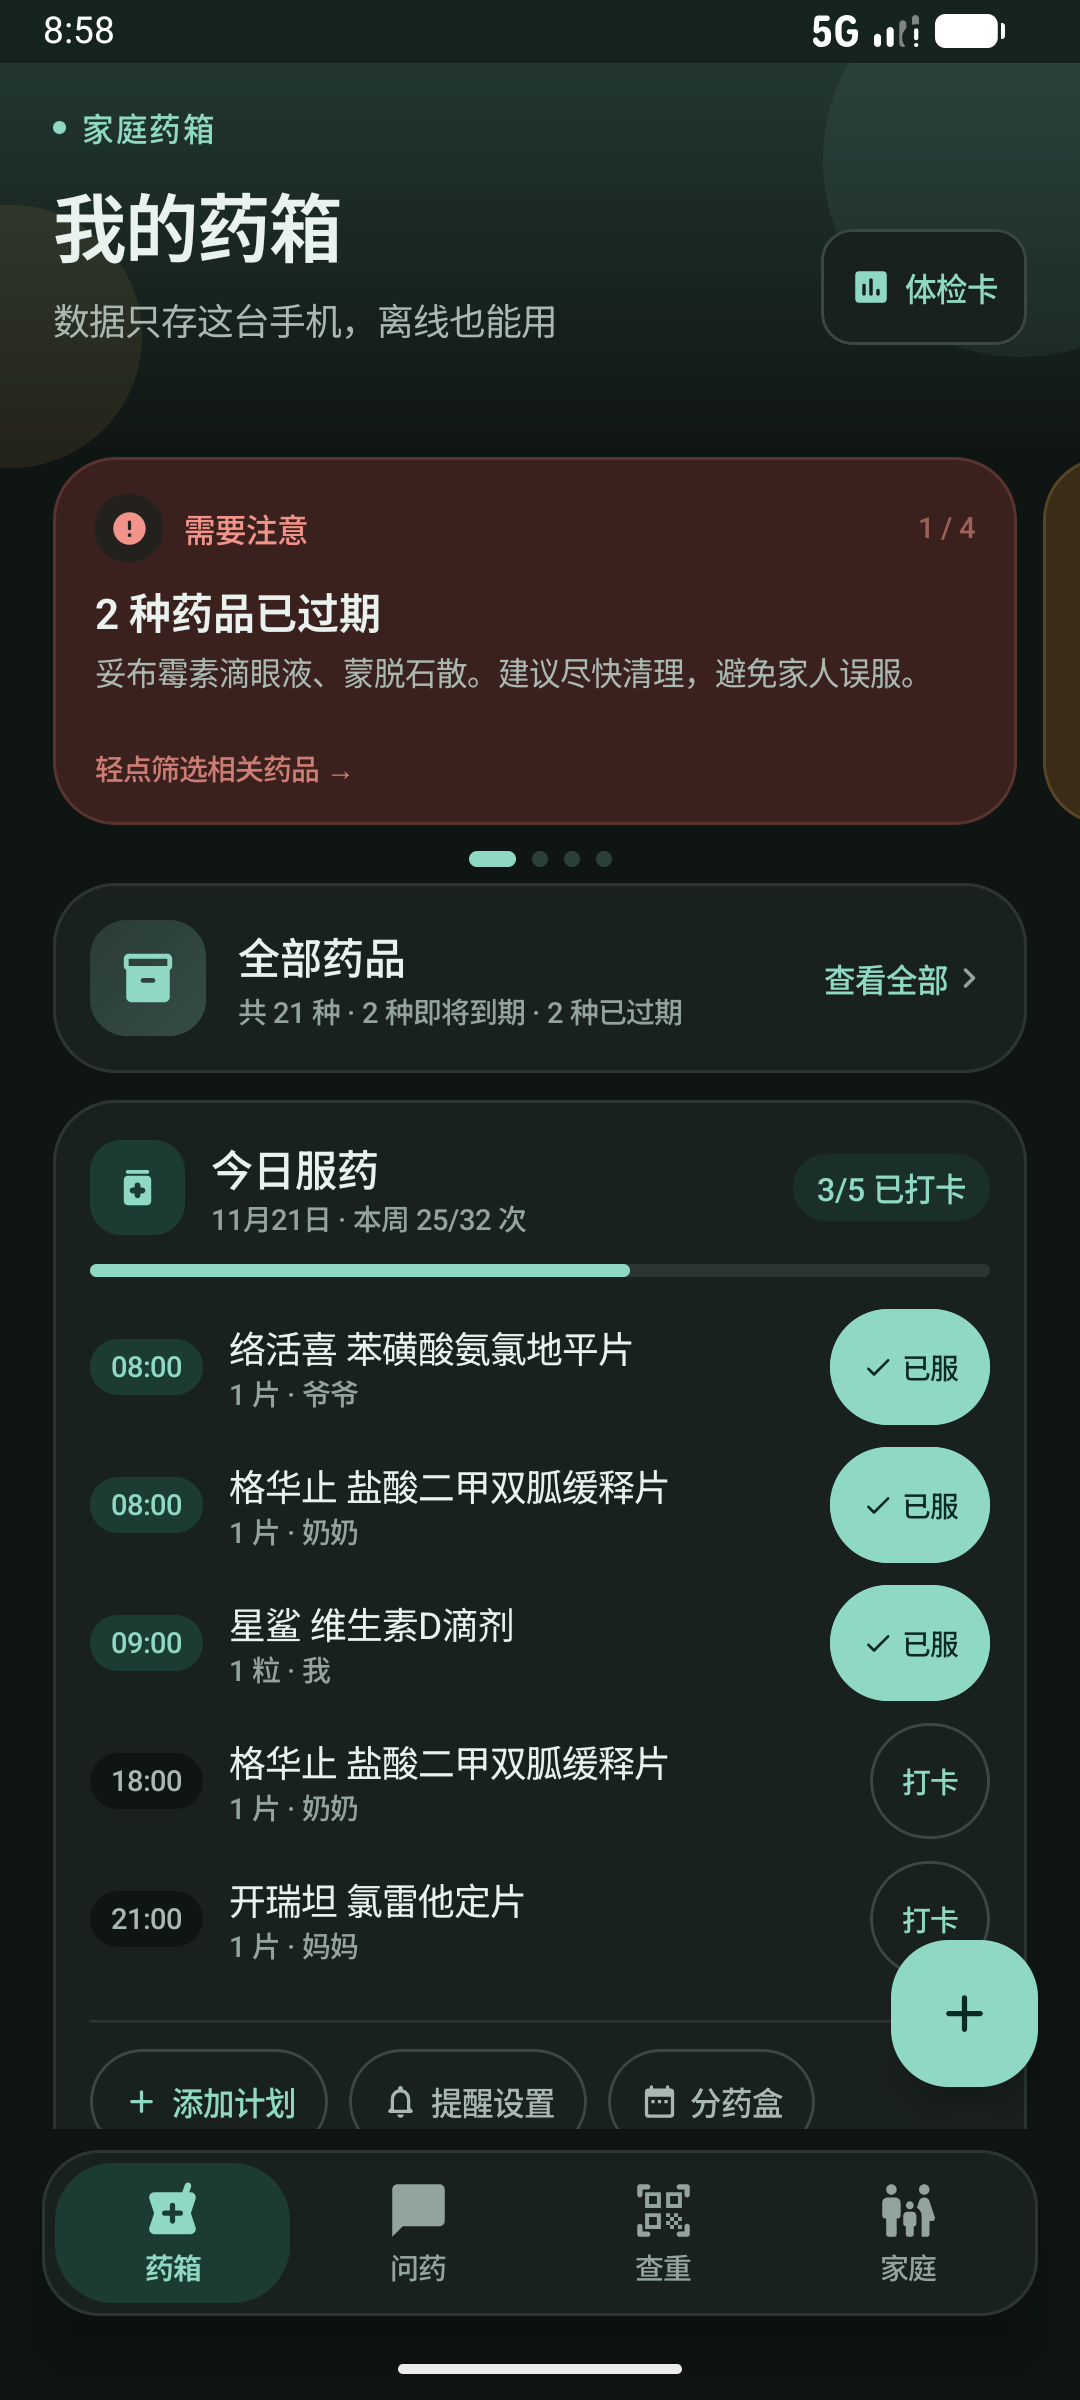 8:58
5G
家庭药箱
我的药箱
数据只存这台手机，离线也能用
体检卡
需要注意
1 / 4
2 种药品已过期
妥布霉素滴眼液、蒙脱石散。建议尽快清理，避免家人误服。
轻点筛选相关药品 →
全部药品
共 21 种 · 2 种即将到期 · 2 种已过期
查看全部
今日服药
11月21日 · 本周 25/32 次
3/5 已打卡
08:00
络活喜 苯磺酸氨氯地平片
1 片 · 爷爷
已服
08:00
格华止 盐酸二甲双胍缓释片
1 片 · 奶奶
已服
09:00
星鲨 维生素D滴剂
1 粒 · 我
已服
18:00
格华止 盐酸二甲双胍缓释片
1 片 · 奶奶
打卡
21:00
开瑞坦 氯雷他定片
1 片 · 妈妈
打卡
添加计划
提醒设置
分药盒
药箱
问药
查重
家庭